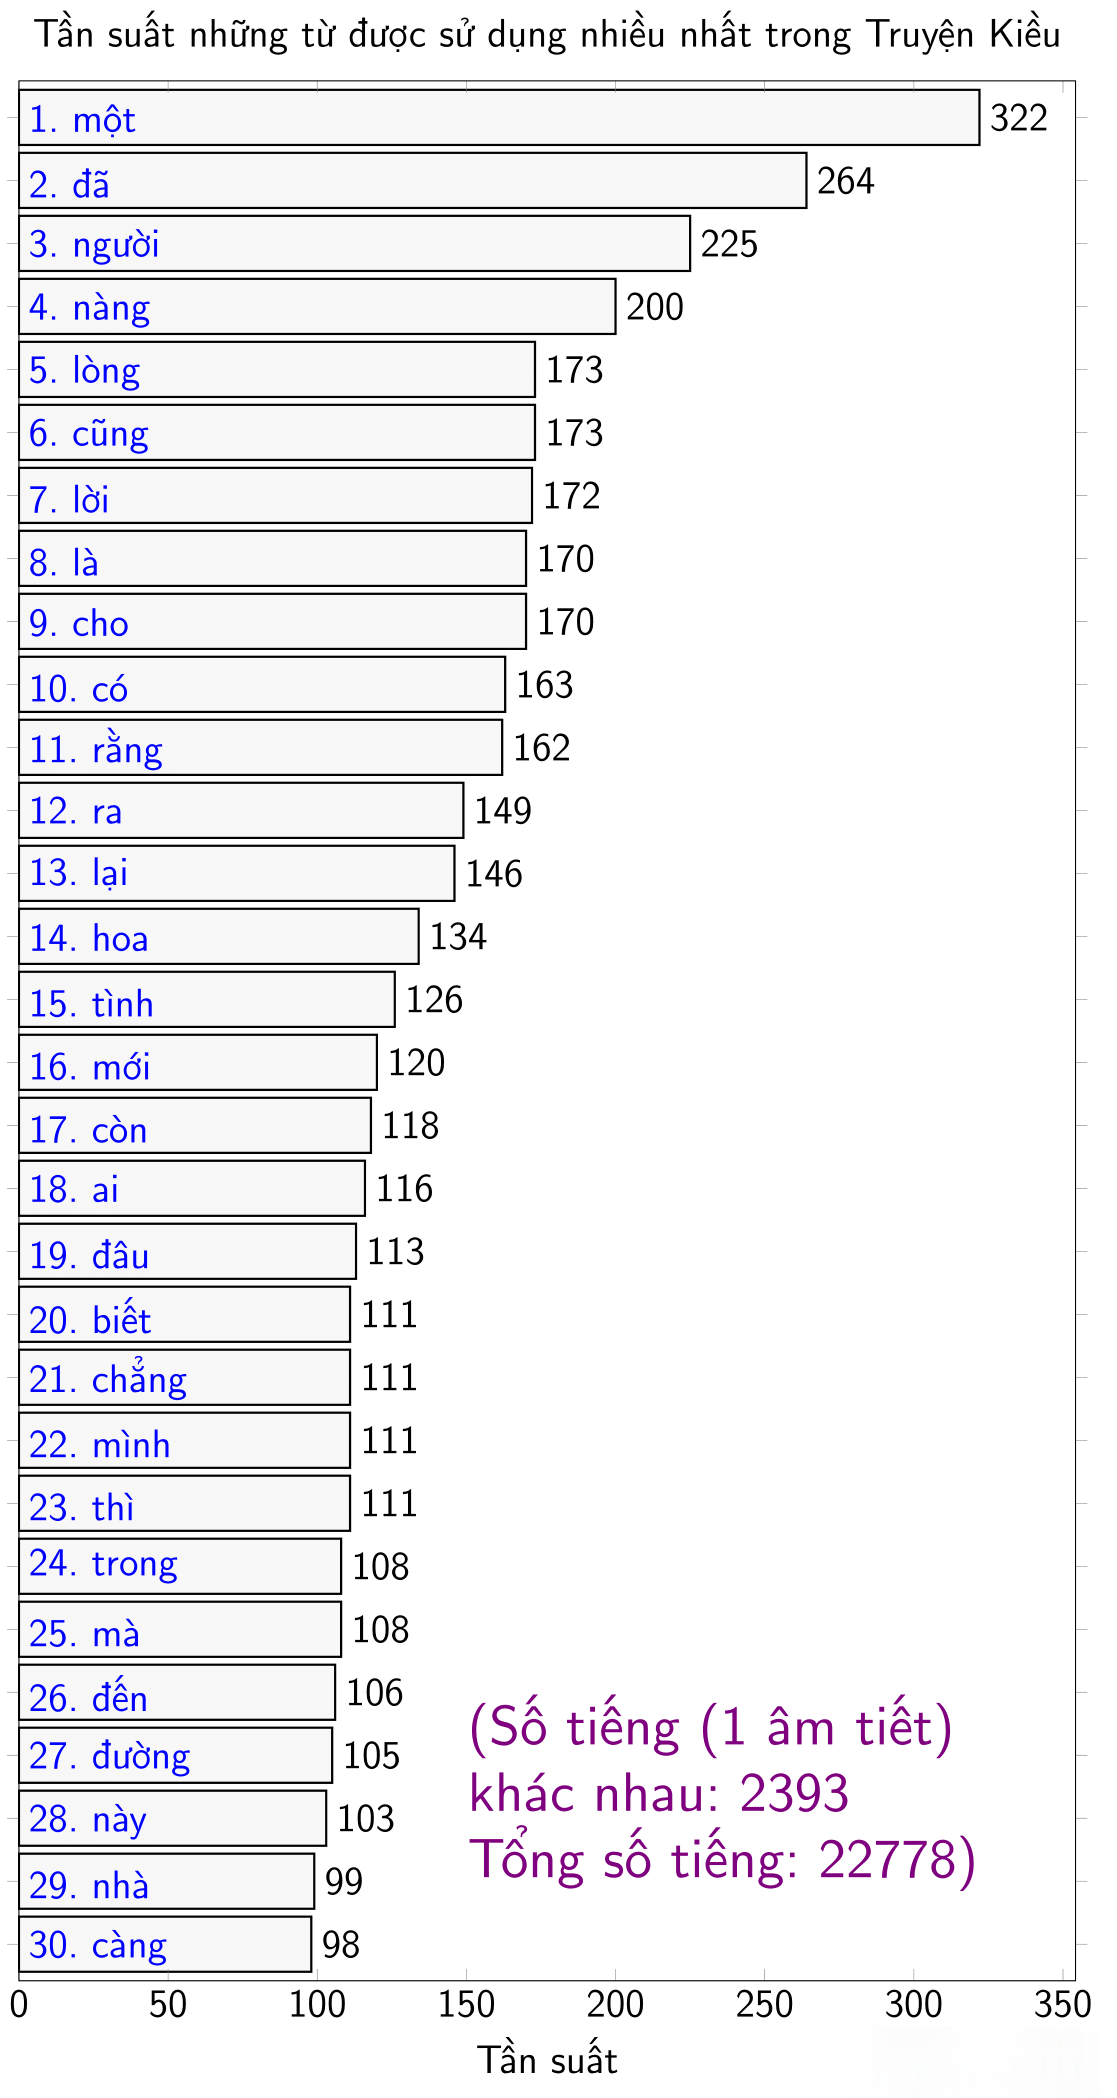 Tần suất những từ được sử dụng nhiều nhất trong Truyện Kiều
1. một 322
2. đã 264
3. người 225
4. nàng 200
5. lòng 173
6. cũng 173
7. lời 172
8. là 170
9. cho 170
10. có 163
11. rằng 162
12. ra 149
13. lại 146
14. hoa 134
15. tình 126
16. mới 120
17. còn 118
18. ai 116
19. đâu 113
20. biết 111
21. chẳng 111
22. mình 111
23. thì 111
24. trong 108
25. mà 108
26. đến 106
27. đường 105
28. này 103
29. nhà 99
30. càng 98
(Số tiếng (1 âm tiết)
khác nhau: 2393
Tổng số tiếng: 22778)
0 50 100 150 200 250 300 350
Tần suất